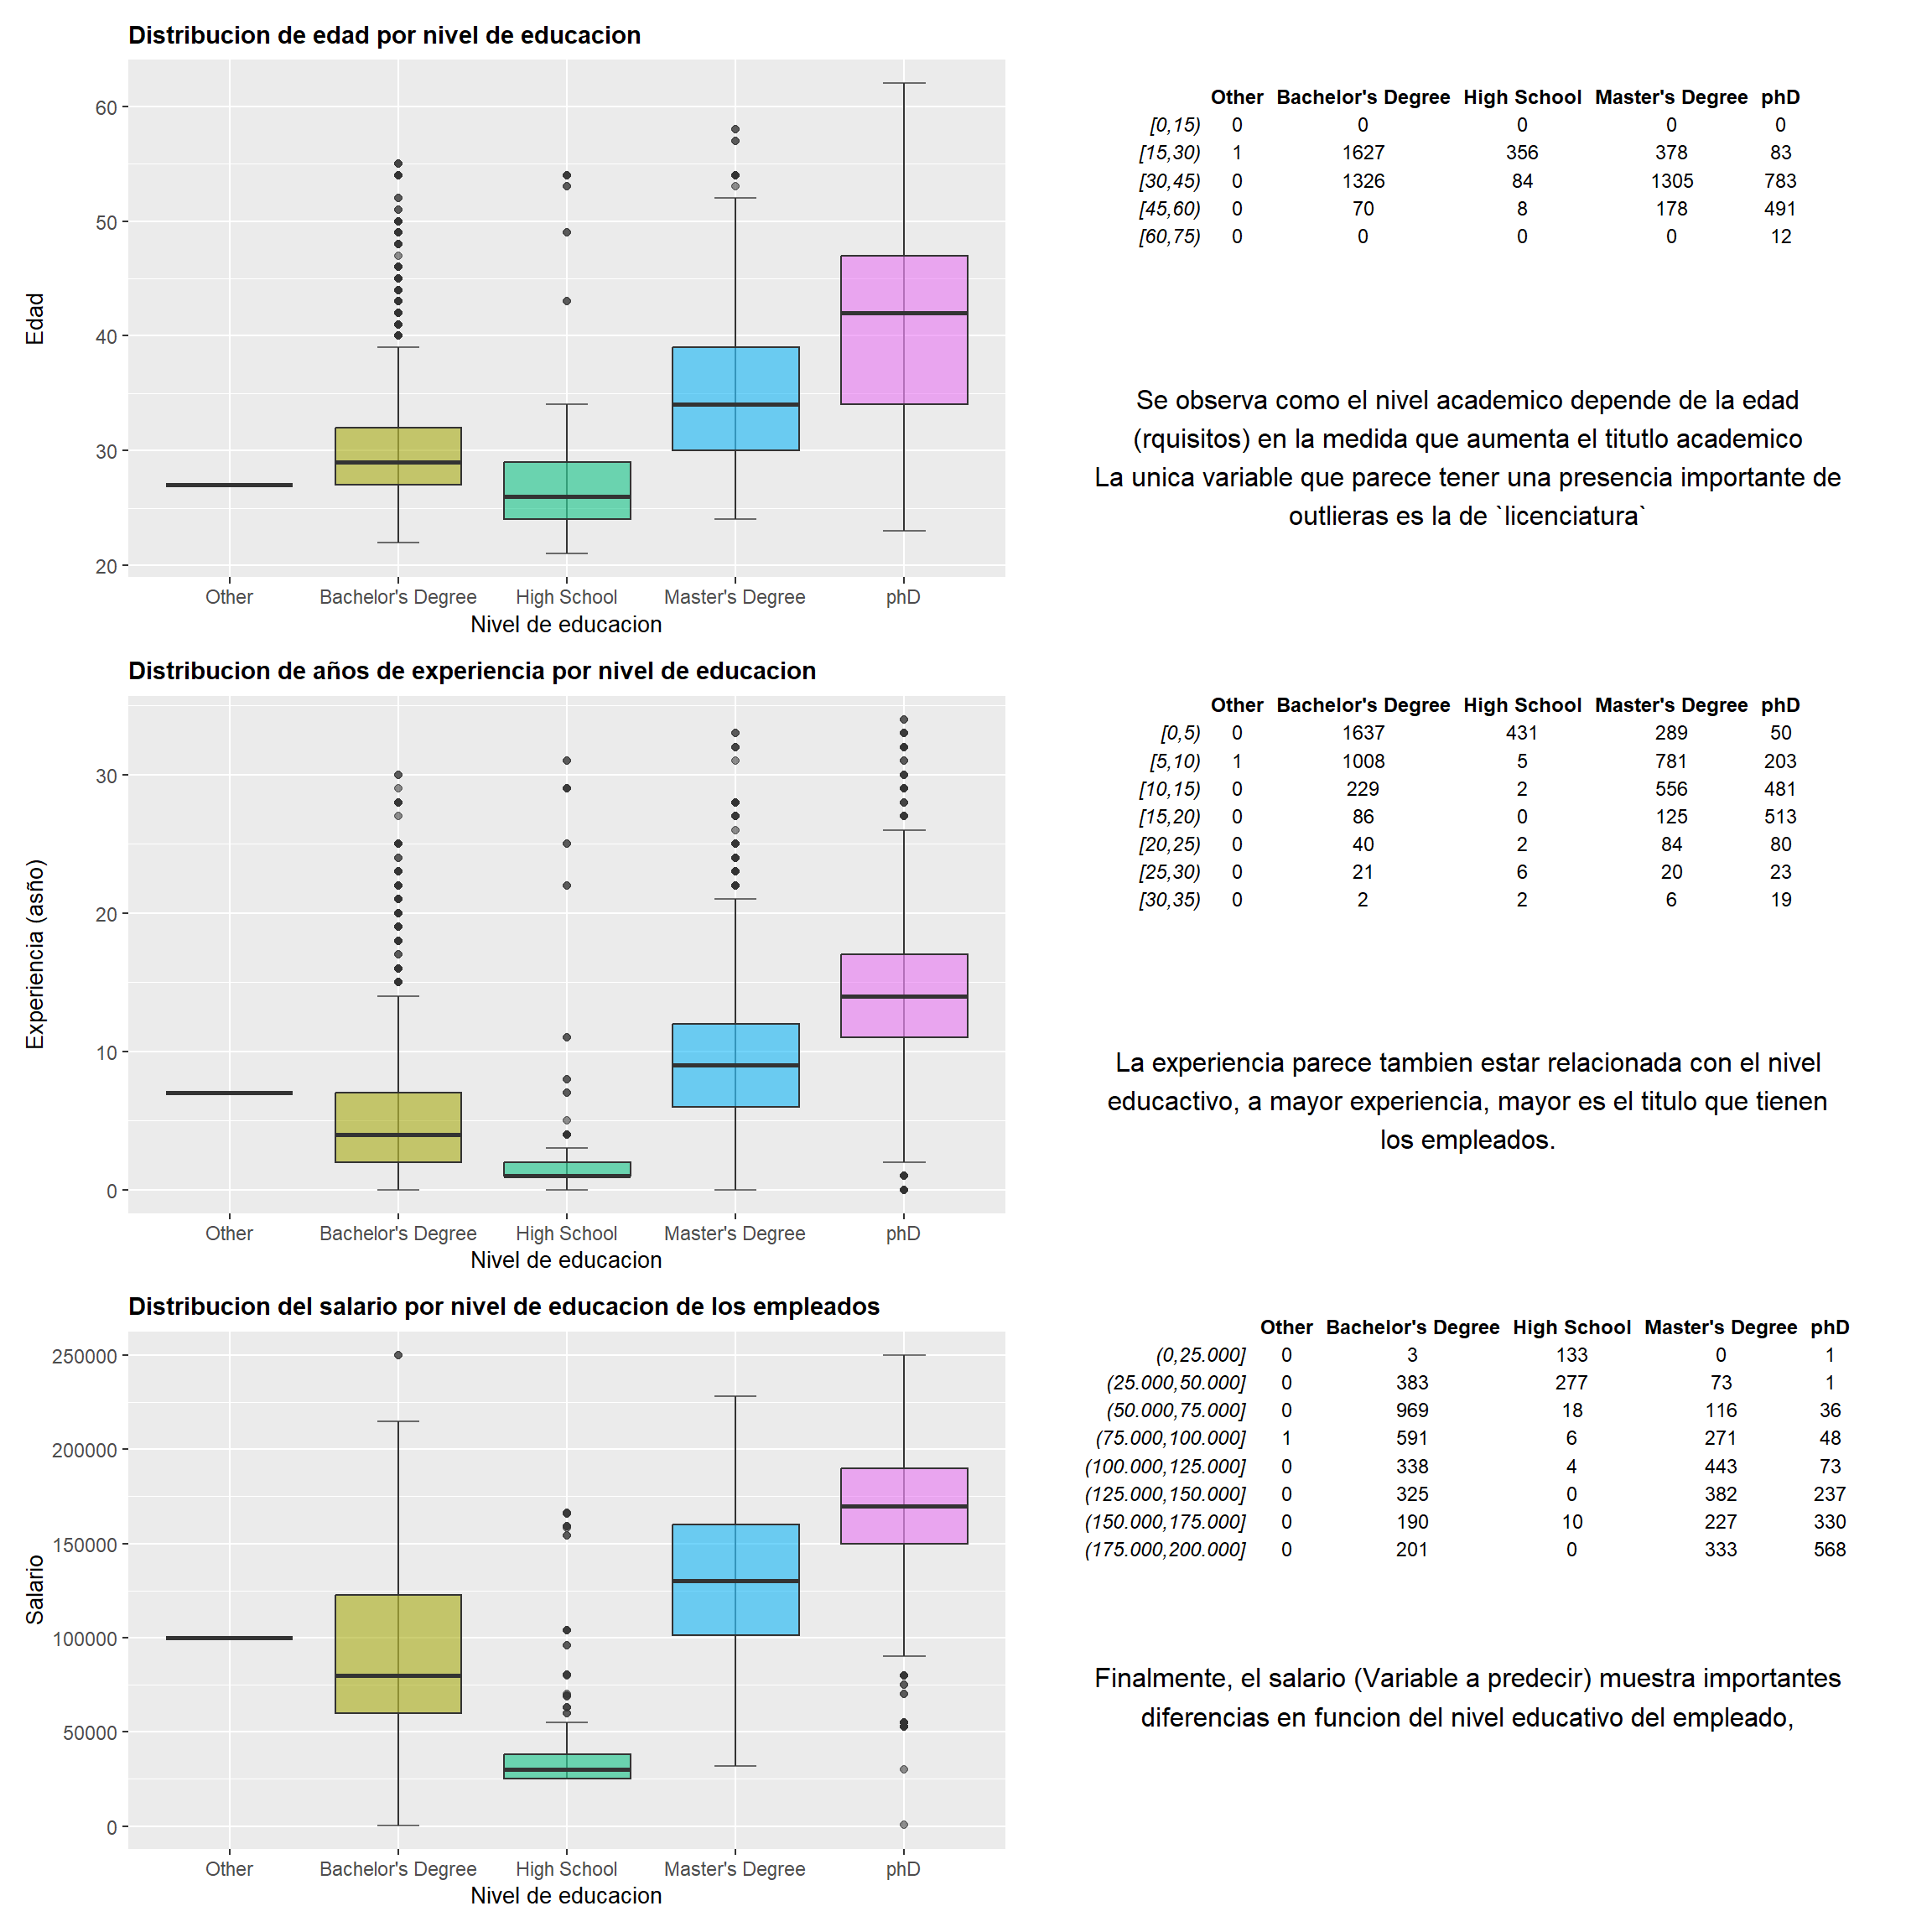 Distribucion de edad por nivel de educacion
Edad
60
50
40
30
20
Other Bachelor's Degree High School Master's Degree phD
Nivel de educacion
Other Bachelor's Degree High School Master's Degree phD
[0,15) 0 0 0 0 0
[15,30) 1 1627 356 378 83
[30,45) 0 1326 84 1305 783
[45,60) 0 70 8 178 491
[60,75) 0 0 0 0 12
Se observa como el nivel academico depende de la edad
(rquisitos) en la medida que aumenta el titutlo academico
La unica variable que parece tener una presencia importante de
outlieras es la de `licenciatura`
Distribucion de años de experiencia por nivel de educacion
Experiencia (asño)
30
20
10
0
Other Bachelor's Degree High School Master's Degree phD
Nivel de educacion
Other Bachelor's Degree High School Master's Degree phD
[0,5) 0 1637 431 289 50
[5,10) 1 1008 5 781 203
[10,15) 0 229 2 556 481
[15,20) 0 86 0 125 513
[20,25) 0 40 2 84 80
[25,30) 0 21 6 20 23
[30,35) 0 2 2 6 19
La experiencia parece tambien estar relacionada con el nivel
educactivo, a mayor experiencia, mayor es el titulo que tienen
los empleados.
Distribucion del salario por nivel de educacion de los empleados
Salario
250000
200000
150000
100000
50000
0
Other Bachelor's Degree High School Master's Degree phD
Nivel de educacion
Other Bachelor's Degree High School Master's Degree phD
(0,25.000] 0 3 133 0 1
(25.000,50.000] 0 383 277 73 1
(50.000,75.000] 0 969 18 116 36
(75.000,100.000] 1 591 6 271 48
(100.000,125.000] 0 338 4 443 73
(125.000,150.000] 0 325 0 382 237
(150.000,175.000] 0 190 10 227 330
(175.000,200.000] 0 201 0 333 568
Finalmente, el salario (Variable a predecir) muestra importantes
diferencias en funcion del nivel educativo del empleado,